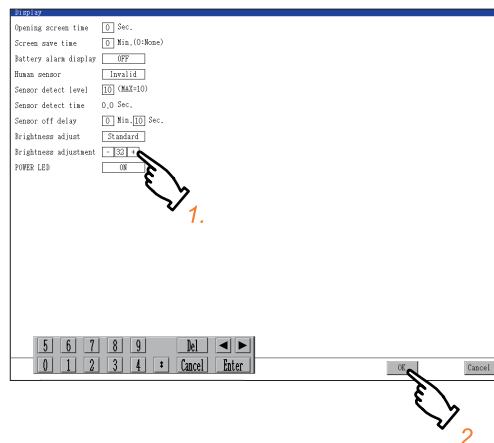 Display
Opening screen time 0 Sec.
Screen save time 0 Min.(0:None)
Battery alarm display OFF
Human sensor Invalid
Sensor detect level 10 (MAX=10)
Sensor detect time 0.0 Sec.
Sensor off delay 0 Min. 10 Sec.
Brightness adjust Standard
Brightness adjustment - 32 +
POWER LED ON
1.
5 6 7 8 9 Del ◀ ▶
0 1 2 3 4 Cancel Enter
OK Cancel
2